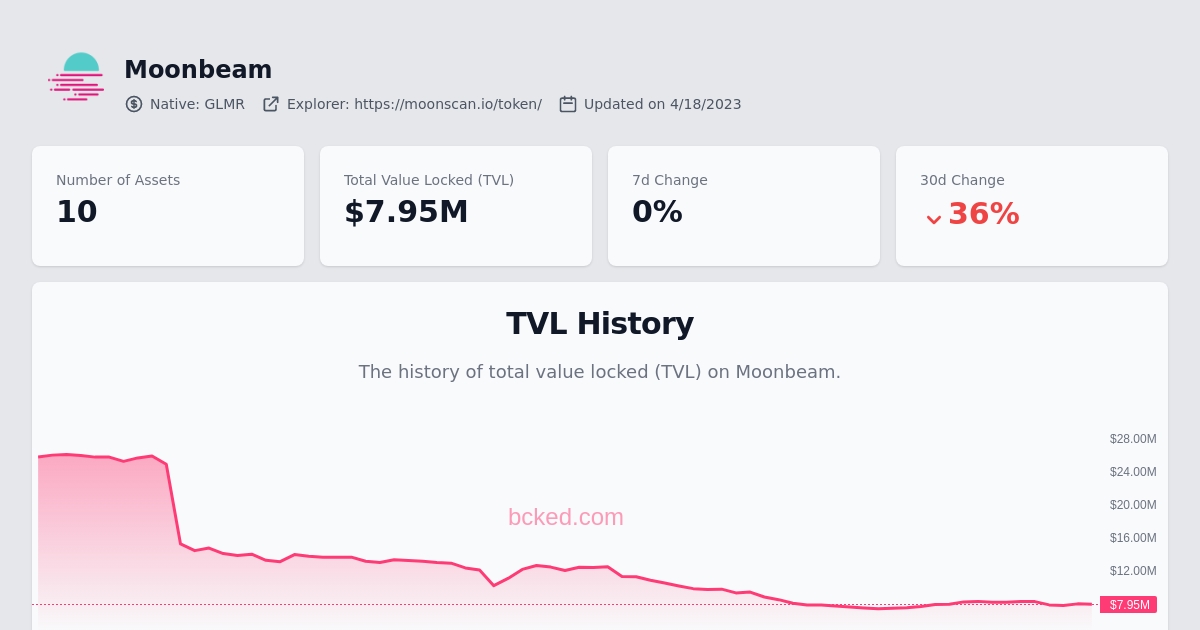 Moonbeam
Native: GLMR Explorer: https://moonscan.io/token/ Updated on 4/18/2023
Number of Assets
10
Total Value Locked (TVL)
$7.95M
7d Change
0%
30d Change
36%
TVL History
The history of total value locked (TVL) on Moonbeam.
$28.00M
$24.00M
$20.00M
bcked.com
$16.00M
$12.00M
$7.95M